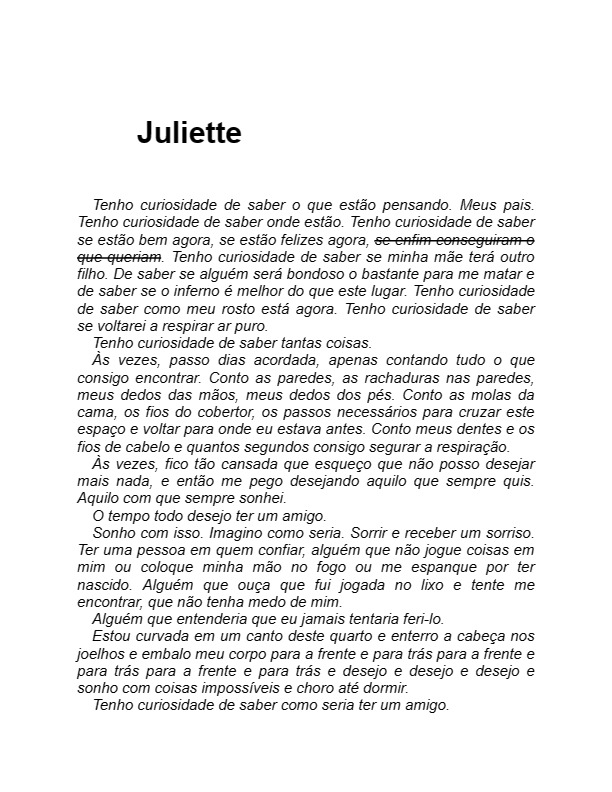 Juliette
Tenho curiosidade de saber o que estão pensando. Meus pais.
Tenho curiosidade de saber onde estão. Tenho curiosidade de saber
se estão bem agora, se estão felizes agora, se enfim conseguiram o
que queriam. Tenho curiosidade de saber se minha mãe terá outro
filho. De saber se alguém será bondoso o bastante para me matar e
de saber se o inferno é melhor do que este lugar. Tenho curiosidade
de saber como meu rosto está agora. Tenho curiosidade de saber
se voltarei a respirar ar puro.
Tenho curiosidade de saber tantas coisas.
Às vezes, passo dias acordada, apenas contando tudo o que
consigo encontrar. Conto as paredes, as rachaduras nas paredes,
meus dedos das mãos, meus dedos dos pés. Conto as molas da
cama, os fios do cobertor, os passos necessários para cruzar este
espaço e voltar para onde eu estava antes. Conto meus dentes e os
fios de cabelo e quantos segundos consigo segurar a respiração.
Às vezes, fico tão cansada que esqueço que não posso desejar
mais nada, e então me pego desejando aquilo que sempre quis.
Aquilo com que sempre sonhei.
O tempo todo desejo ter um amigo.
Sonho com isso. Imagino como seria. Sorrir e receber um sorriso.
Ter uma pessoa em quem confiar, alguém que não jogue coisas em
mim ou coloque minha mão no fogo ou me espanque por ter
nascido. Alguém que ouça que fui jogada no lixo e tente me
encontrar, que não tenha medo de mim.
Alguém que entenderia que eu jamais tentaria feri-lo.
Estou curvada em um canto deste quarto e enterro a cabeça nos
joelhos e embalo meu corpo para a frente e para trás para a frente e
para trás para a frente e para trás e desejo e desejo e desejo e
sonho com coisas impossíveis e choro até dormir.
Tenho curiosidade de saber como seria ter um amigo.